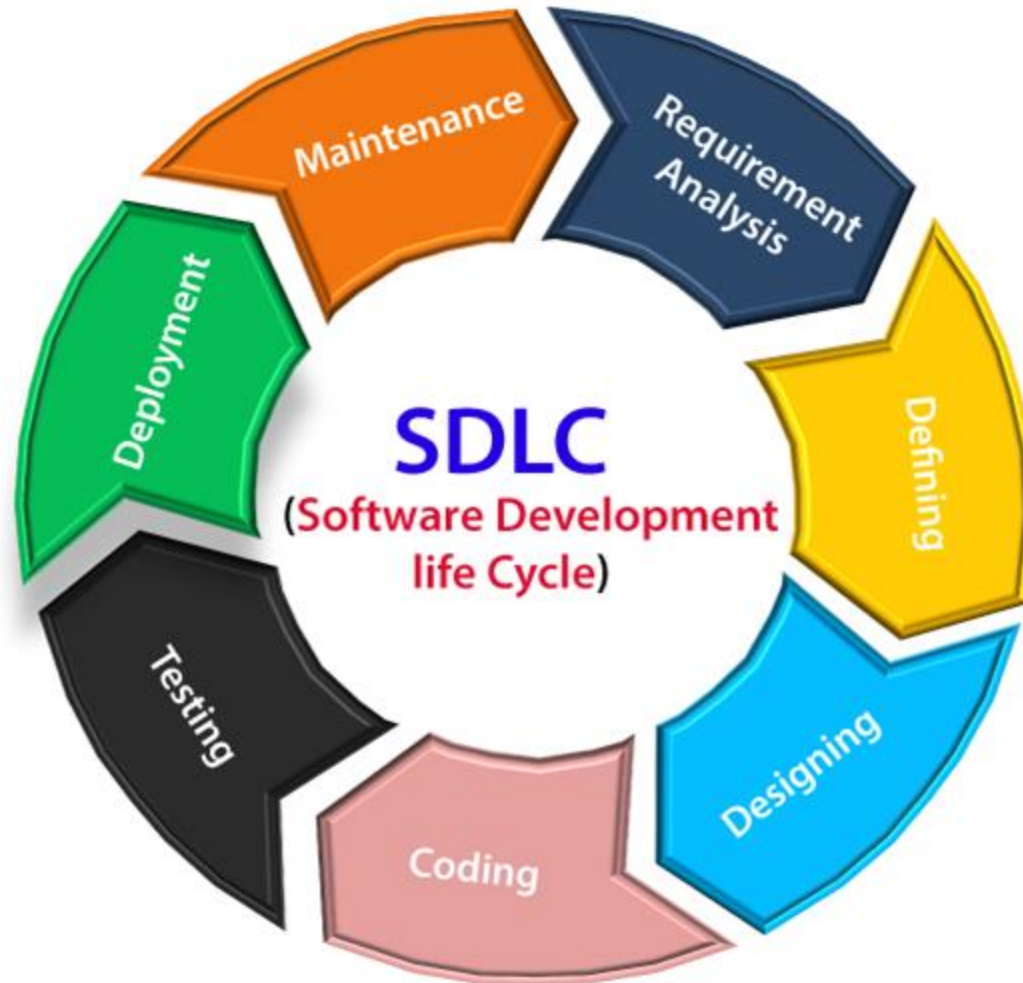 SDLC
(Software Development
life Cycle)
Requirement
Analysis
Defining
Designing
Coding
Testing
Deployment
Maintenance